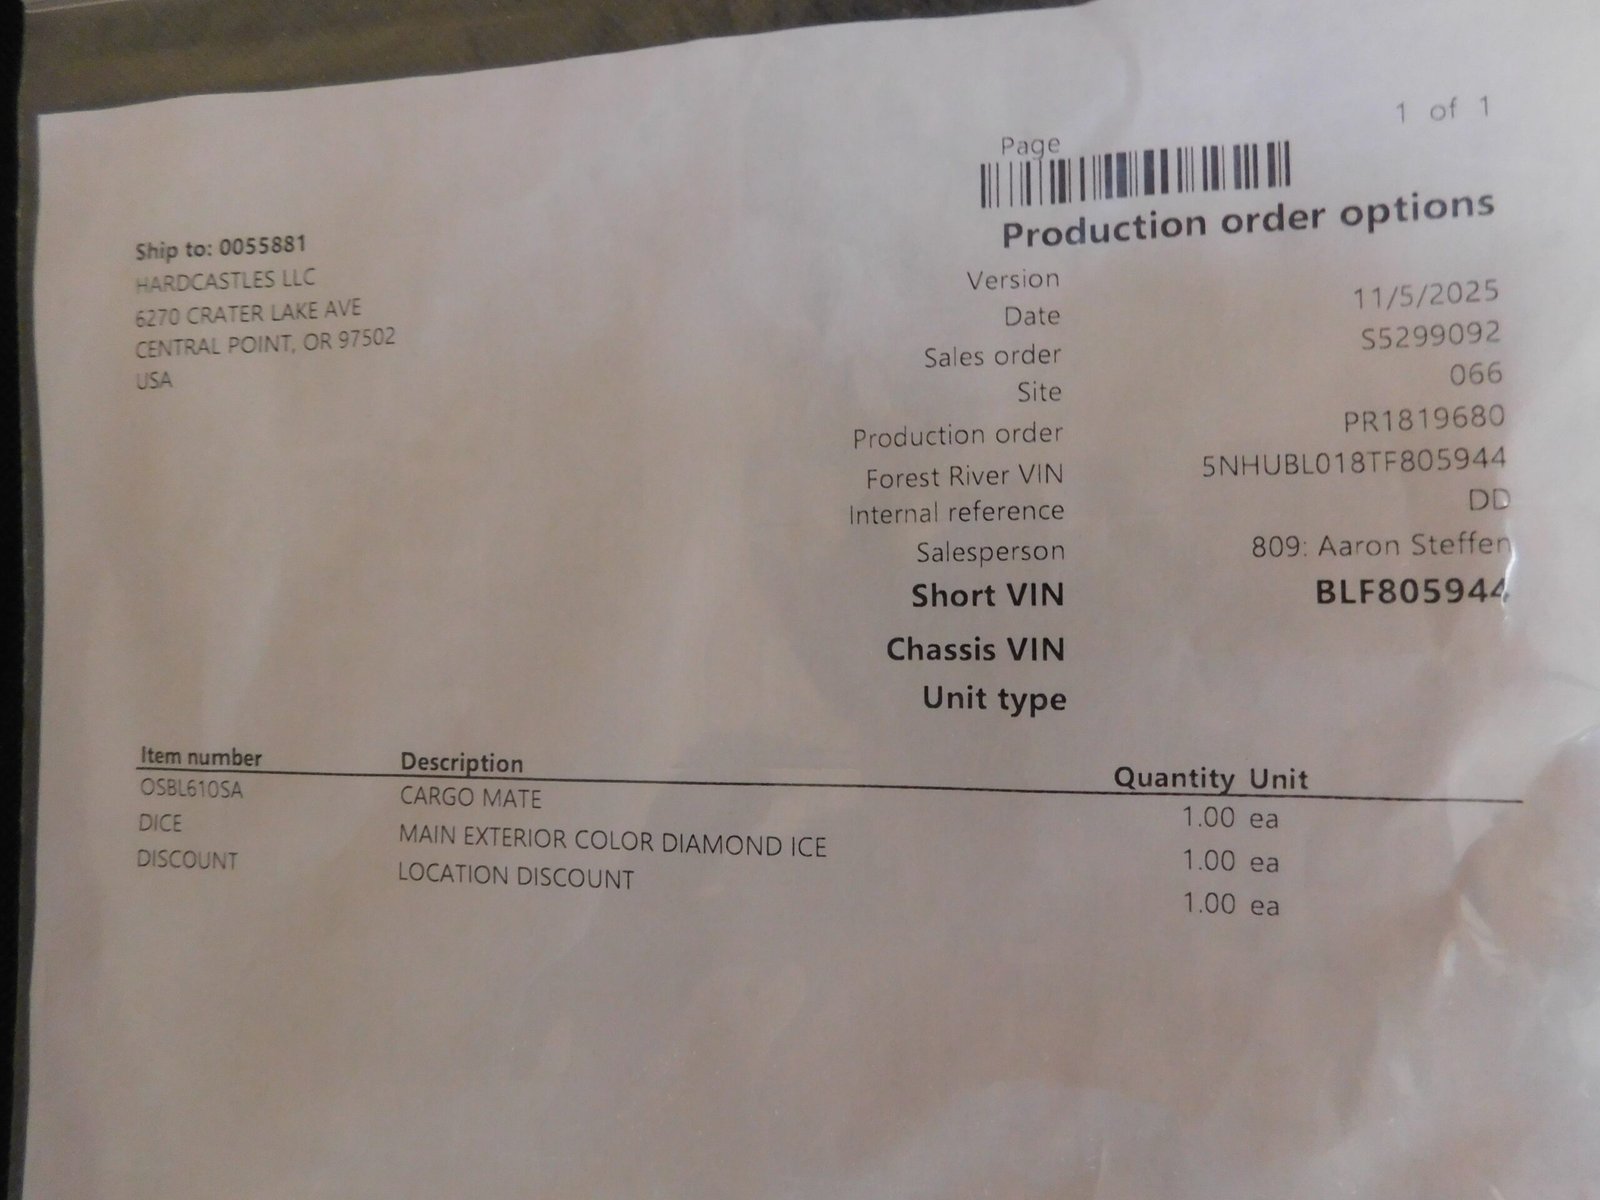 1 of 1
Page
Production order options
Ship to: 0055881
HARDCASTLES LLC
6270 CRATER LAKE AVE
CENTRAL POINT, OR 97502
USA
Version
Date 11/5/2025
Sales order S5299092
Site 066
Production order PR1819680
Forest River VIN 5NHUBL018TF805944
Internal reference DD
Salesperson 809: Aaron Steffen
Short VIN BLF805944
Chassis VIN
Unit type
Item number Description Quantity Unit
OSBL610SA CARGO MATE 1.00 ea
DICE MAIN EXTERIOR COLOR DIAMOND ICE 1.00 ea
DISCOUNT LOCATION DISCOUNT 1.00 ea